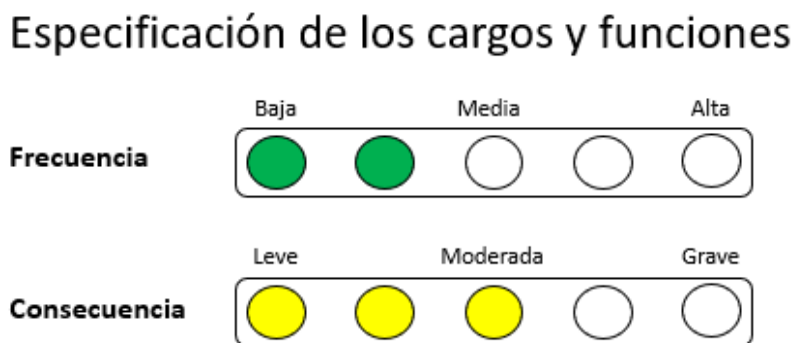 Especificación de los cargos y funciones
Baja Media Alta
Frecuencia
Leve Moderada Grave
Consecuencia